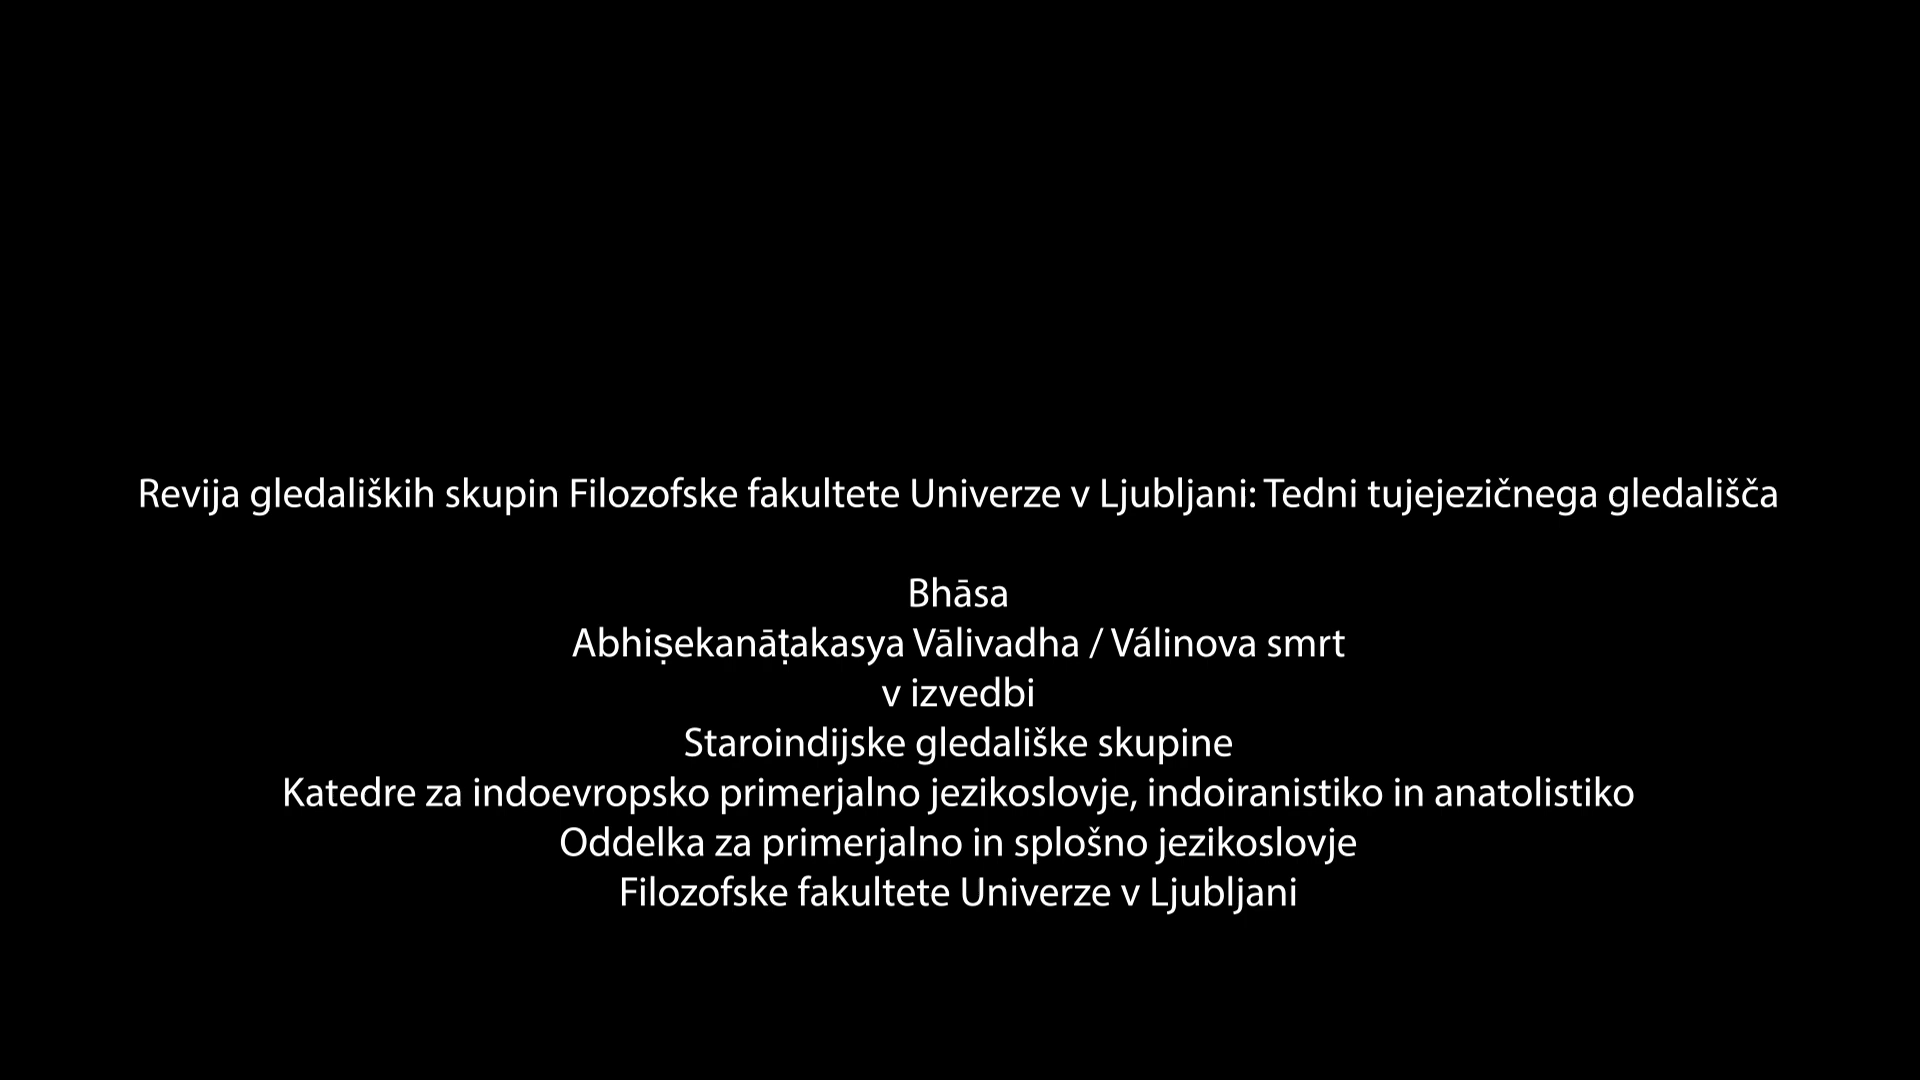 Revija gledaliških skupin Filozofske fakultete Univerze v Ljubljani: Tedni tujejezičnega gledališča
Bhāsa
Abhiṣekanāṭakasya Vālivadha / Válinova smrt
v izvedbi
Staroindijske gledališke skupine
Katedre za indoevropsko primerjalno jezikoslovje, indoiranistiko in anatolistiko
Oddelka za primerjalno in splošno jezikoslovje
Filozofske fakultete Univerze v Ljubljani